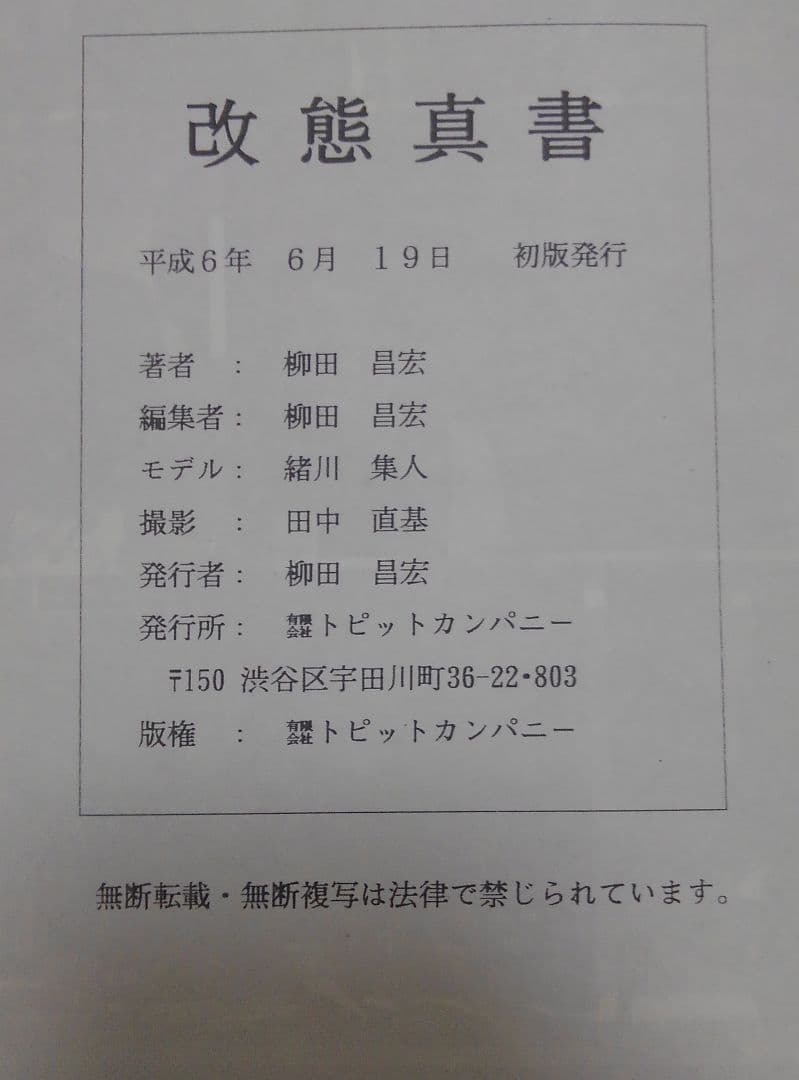 改態真書
平成6年 6月 19日 初版発行
著者 : 柳田 昌宏
編集者 : 柳田 昌宏
モデル : 緒川 隼人
撮影 : 田中 直基
発行者 : 柳田 昌宏
発行所 : 有限会社トピットカンパニー
〒150 渋谷区宇田川町36-22・803
版権 : 有限会社トピットカンパニー
無断転載・無断複写は法律で禁じられています。